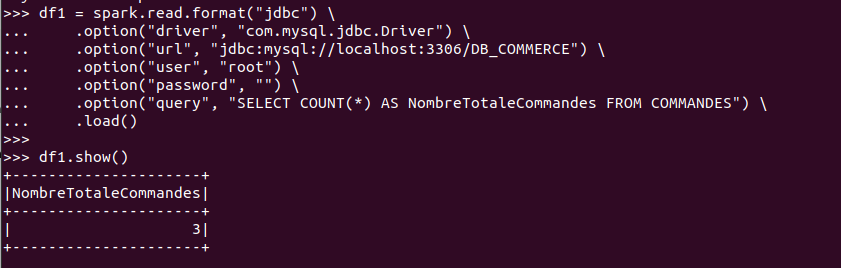 >>> df1 = spark.read.format("jdbc") \
...     .option("driver", "com.mysql.jdbc.Driver") \
...     .option("url", "jdbc:mysql://localhost:3306/DB_COMMERCE") \
...     .option("user", "root") \
...     .option("password", "") \
...     .option("query", "SELECT COUNT(*) AS NombreTotaleCommandes FROM COMMANDES") \
...     .load()
>>>
>>> df1.show()
+---------------------+
|NombreTotaleCommandes|
+---------------------+
|                    3|
+---------------------+